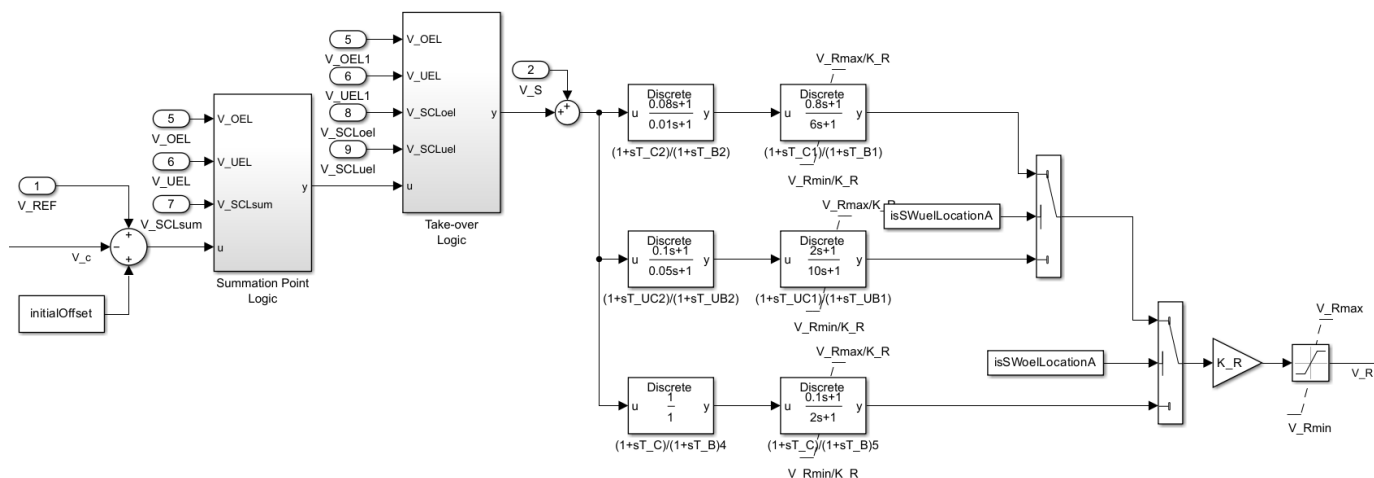 1
V_REF
V_c
initialOffset
5
V_OEL
6
V_UEL
7
V_SCLsum
V_OEL
V_UEL
V_SCLsum
u
y
Summation Point
Logic
5
V_OEL1
6
V_UEL1
8
V_SCLoel
9
V_SCLuel
V_OEL
V_UEL
V_SCLoel
V_SCLuel
u
y
Take-over
Logic
2
V_S
Discrete
u
0.08s+1
0.01s+1
y
(1+sT_C2)/(1+sT_B2)
V_Rmax/K_R
Discrete
u
0.8s+1
6s+1
y
(1+sT_C1)/(1+sT_B1)
V_Rmin/K_R
Discrete
u
0.1s+1
0.05s+1
y
(1+sT_UC2)/(1+sT_UB2)
V_Rmax/K_R
Discrete
u
2s+1
10s+1
y
(1+sT_UC1)/(1+sT_UB1)
V_Rmin/K_R
isSWuelLocationA
Discrete
u
1
1
y
(1+sT_C)/(1+sT_B)4
V_Rmax/K_R
Discrete
u
0.1s+1
2s+1
y
(1+sT_C)/(1+sT_B)5
V_Rmin/K_R
isSWoelLocationA
K_R
V_Rmax
V_Rmin
V_R